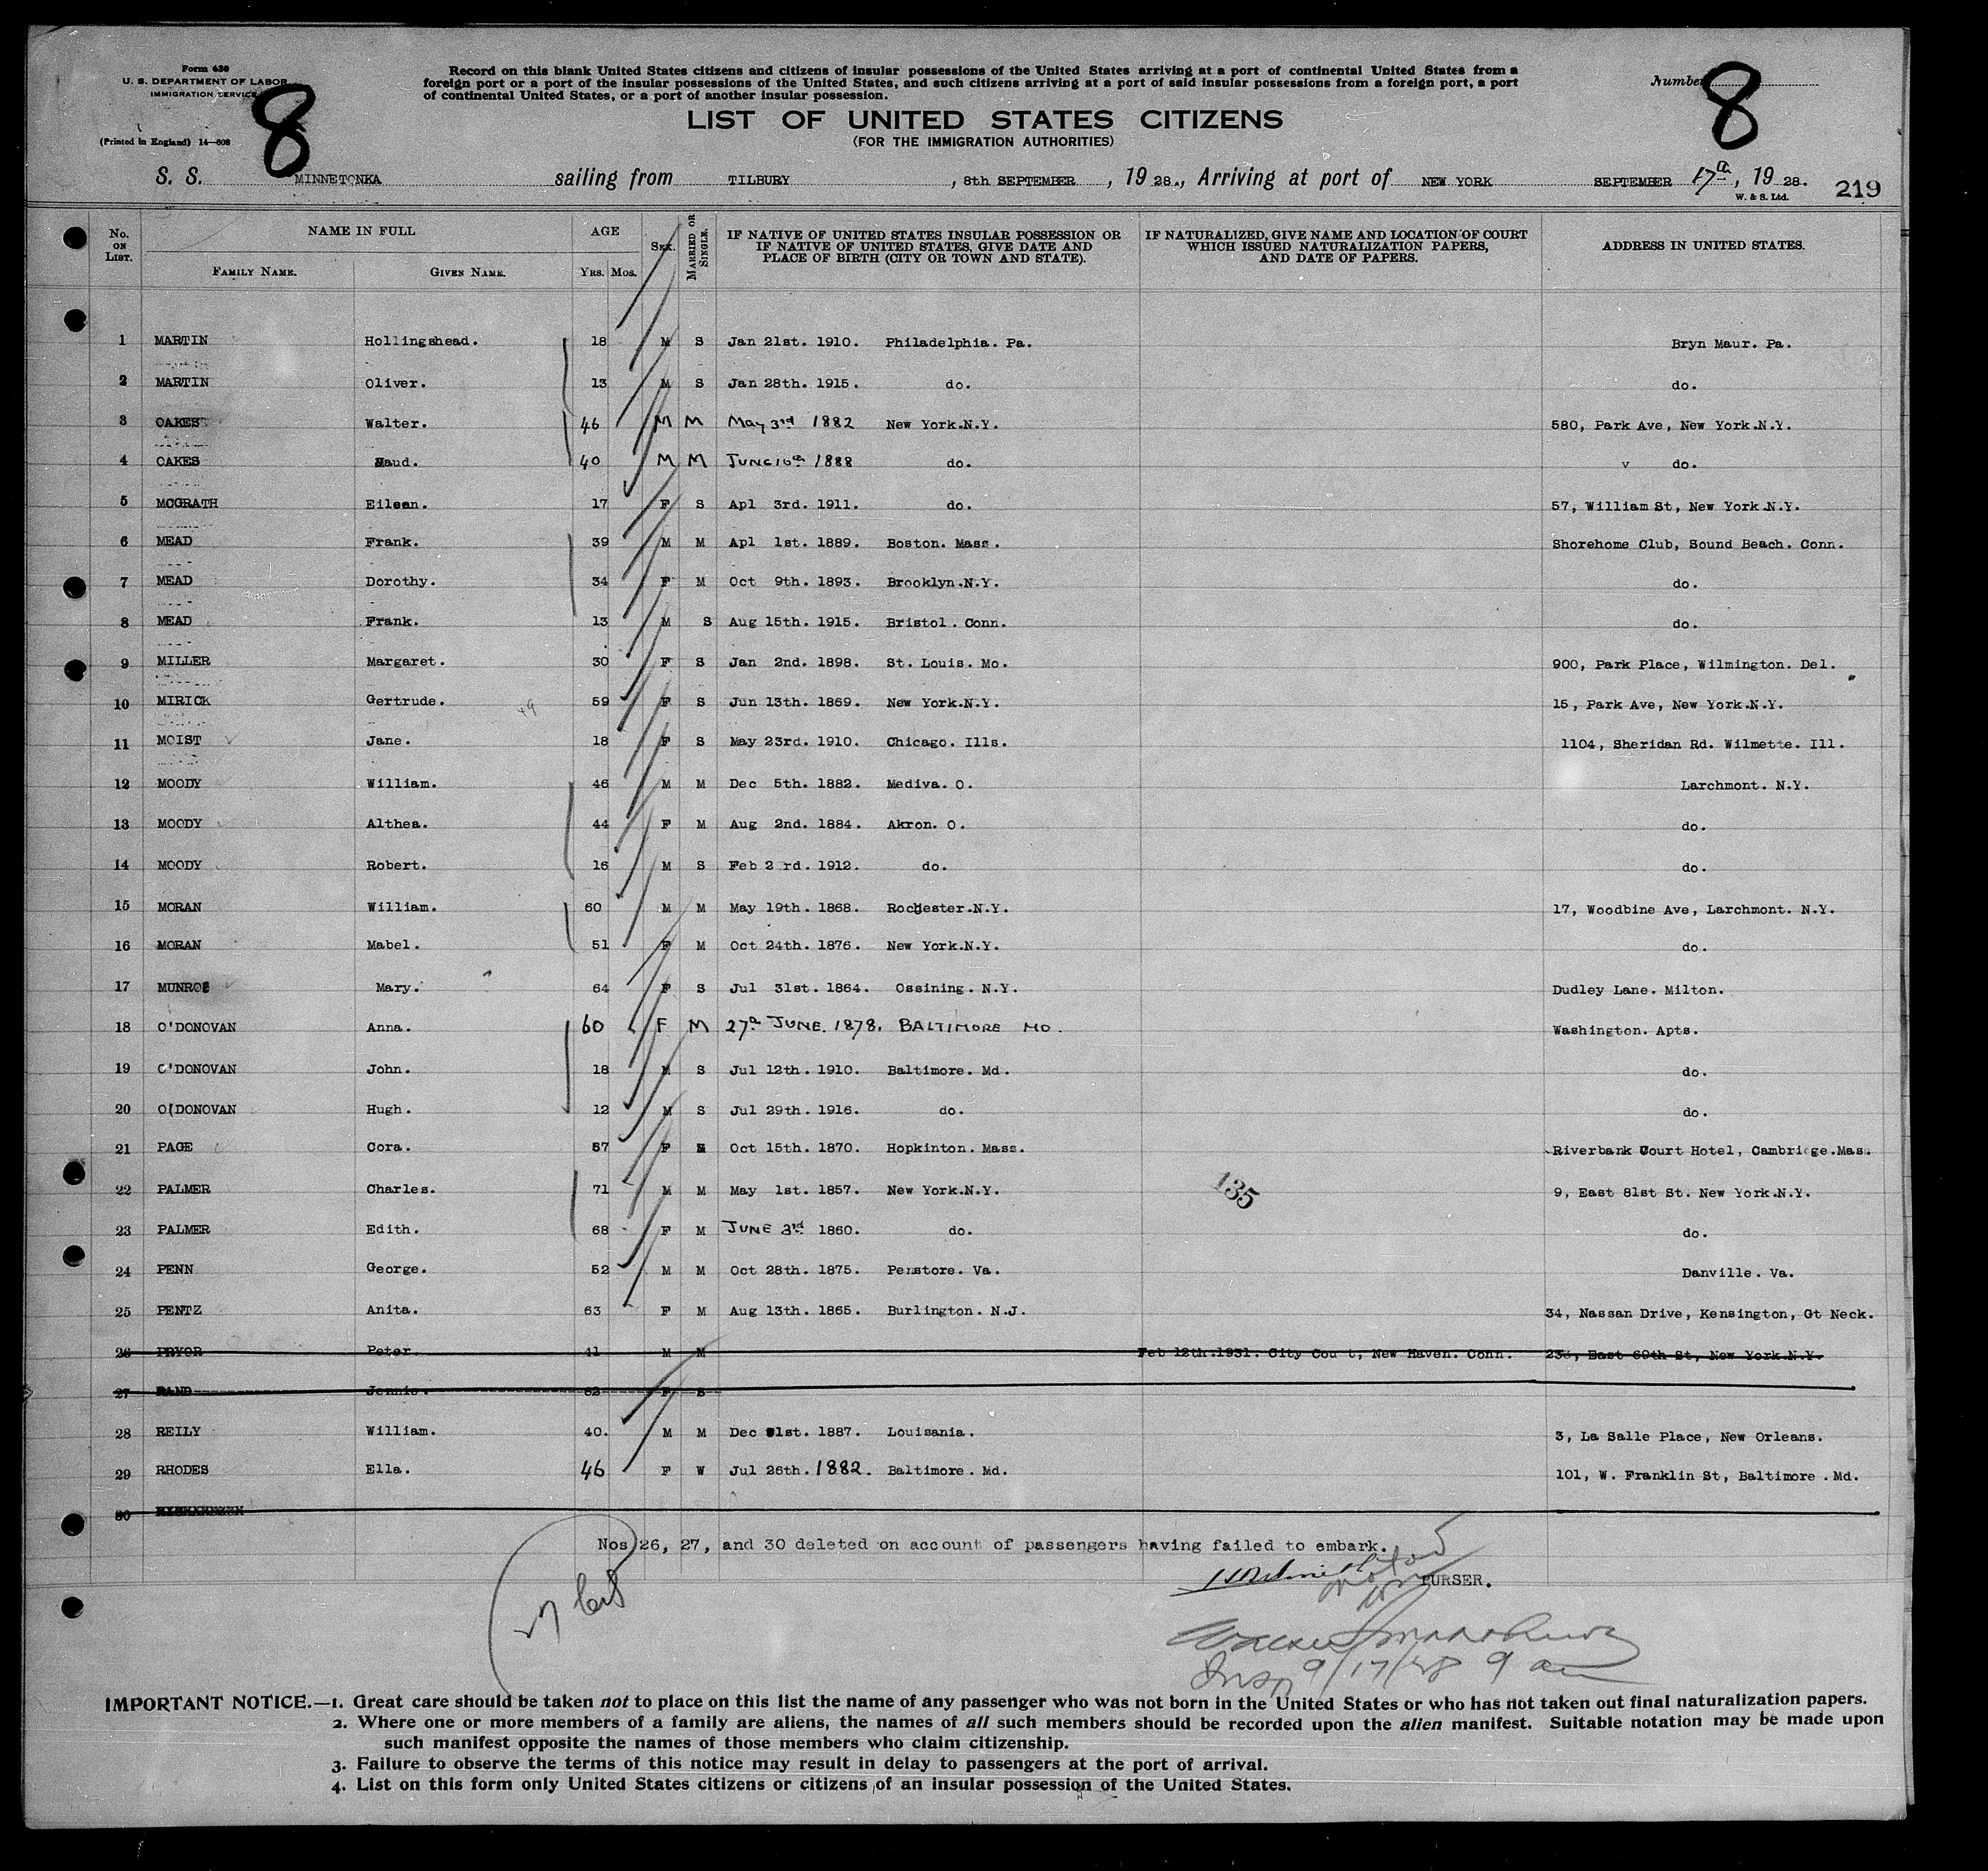 Form 630
U. S. DEPARTMENT OF LABOR
IMMIGRATION SERVICE
(Printed in England) 14—608
8
Record on this blank United States citizens and citizens of insular possessions of the United States arriving at a port of continental United States from a
foreign port or a port of the insular possessions of the United States, and such citizens arriving at a port of said insular possessions from a foreign port, a port
of continental United States, or a port of another insular possession.
Number 8
LIST OF UNITED STATES CITIZENS
(FOR THE IMMIGRATION AUTHORITIES)
S. S. MINNETONKA sailing from TILBURY, 8th SEPTEMBER, 19 28., Arriving at port of NEW YORK SEPTEMBER 17th, 19 28.
W. & S. Ltd.
219
No. ON LIST. NAME IN FULL AGE SEX. MARRIED OR SINGLE. IF NATIVE OF UNITED STATES INSULAR POSSESSION OR IF NATIVE OF UNITED STATES, GIVE DATE AND PLACE OF BIRTH (CITY OR TOWN AND STATE). IF NATURALIZED, GIVE NAME AND LOCATION OF COURT WHICH ISSUED NATURALIZATION PAPERS, AND DATE OF PAPERS. ADDRESS IN UNITED STATES.
FAMILY NAME. GIVEN NAME. YRS. MOS.
1 MARTIN Hollingshead. 18 M S Jan 21st. 1910. Philadelphia. Pa. Bryn Maur. Pa.
2 MARTIN Oliver. 13 M S Jan 28th. 1915. do. do.
3 OAKES Walter. 46 M M May 3rd 1882 New York.N.Y. 580, Park Ave, New York.N.Y.
4 OAKES Maud. 40 M M JUNE 16th 1888 do. v do.
5 MCGRATH Eileen. 17 F S Apl 3rd. 1911. do. 57, William St, New York.N.Y.
6 MEAD Frank. 39 M M Apl 1st. 1889. Boston. Mass. Shorehome Club, Sound Beach. Conn.
7 MEAD Dorothy. 34 F M Oct 9th. 1893. Brooklyn.N.Y. do.
8 MEAD Frank. 13 M S Aug 15th. 1915. Bristol. Conn. do.
9 MILLER Margaret. 30 F S Jan 2nd. 1898. St. Louis. Mo. 900, Park Place, Wilmington. Del.
10 MIRICK Gertrude. 49 59 F S Jun 13th. 1869. New York.N.Y. 15, Park Ave, New York.N.Y.
11 MOIST Jane. 18 F S May 23rd. 1910. Chicago. Ills. 1104, Sheridan Rd. Wilmette. Ill.
12 MOODY William. 46 M M Dec 5th. 1882. Mediva. O. Larchmont. N.Y.
13 MOODY Althea. 44 F M Aug 2nd. 1884. Akron. O. do.
14 MOODY Robert. 16 M S Feb 2 rd. 1912. do. do.
15 MORAN William. 60 M M May 19th. 1868. Rochester.N.Y. 17, Woodbine Ave, Larchmont. N.Y.
16 MORAN Mabel. 51 F M Oct 24th. 1876. New York.N.Y. do.
17 MUNROE Mary. 64 F S Jul 31st. 1864. Ossining. N.Y. Dudley Lane. Milton.
18 O'DONOVAN Anna. 60 F M 27th JUNE. 1878. BALTIMORE MD. Washington. Apts.
19 O'DONOVAN John. 18 M S Jul 12th. 1910. Baltimore. Md. do.
20 O(DONOVAN Hugh. 12 M S Jul 29th. 1916. do. do.
21 PAGE Cora. 57 F S Oct 15th. 1870. Hopkinton. Mass. Riverbank Court Hotel, Cambridge.Mass.
22 PALMER Charles. 71 M M May 1st. 1857. New York.N.Y. 135 9, East 81st St. New York.N.Y.
23 PALMER Edith. 68 F M JUNE 3rd 1860. do. do.
24 PENN George. 52 M M Oct 28th. 1875. Penstore. Va. Danville. Va.
25 PENTZ Anita. 63 F M Aug 13th. 1865. Burlington. N.J. 34, Nassan Drive, Kensington, Gt Neck.
26 PRYOR Peter 41 M M Feb 12th.1931. City Cou t, New Haven. Conn. East 69th St, New York.N.Y.
27 RAND Jennie. 62 F S
28 REILY William. 40. M M Dec 31st. 1887. Louisania. 3, La Salle Place, New Orleans.
29 RHODES Ella. 46 F W Jul 26th. 1882. Baltimore. Md. 101, W. Franklin St, Baltimore. Md.
30
Nos 26, 27, and 30 deleted on account of passengers having failed to embark.
PURSER.
Insp 9/17/28 9 am
IMPORTANT NOTICE.—1. Great care should be taken not to place on this list the name of any passenger who was not born in the United States or who has not taken out final naturalization papers.
2. Where one or more members of a family are aliens, the names of all such members should be recorded upon the alien manifest. Suitable notation may be made upon
such manifest opposite the names of those members who claim citizenship.
3. Failure to observe the terms of this notice may result in delay to passengers at the port of arrival.
4. List on this form only United States citizens or citizens of an insular possession of the United States.